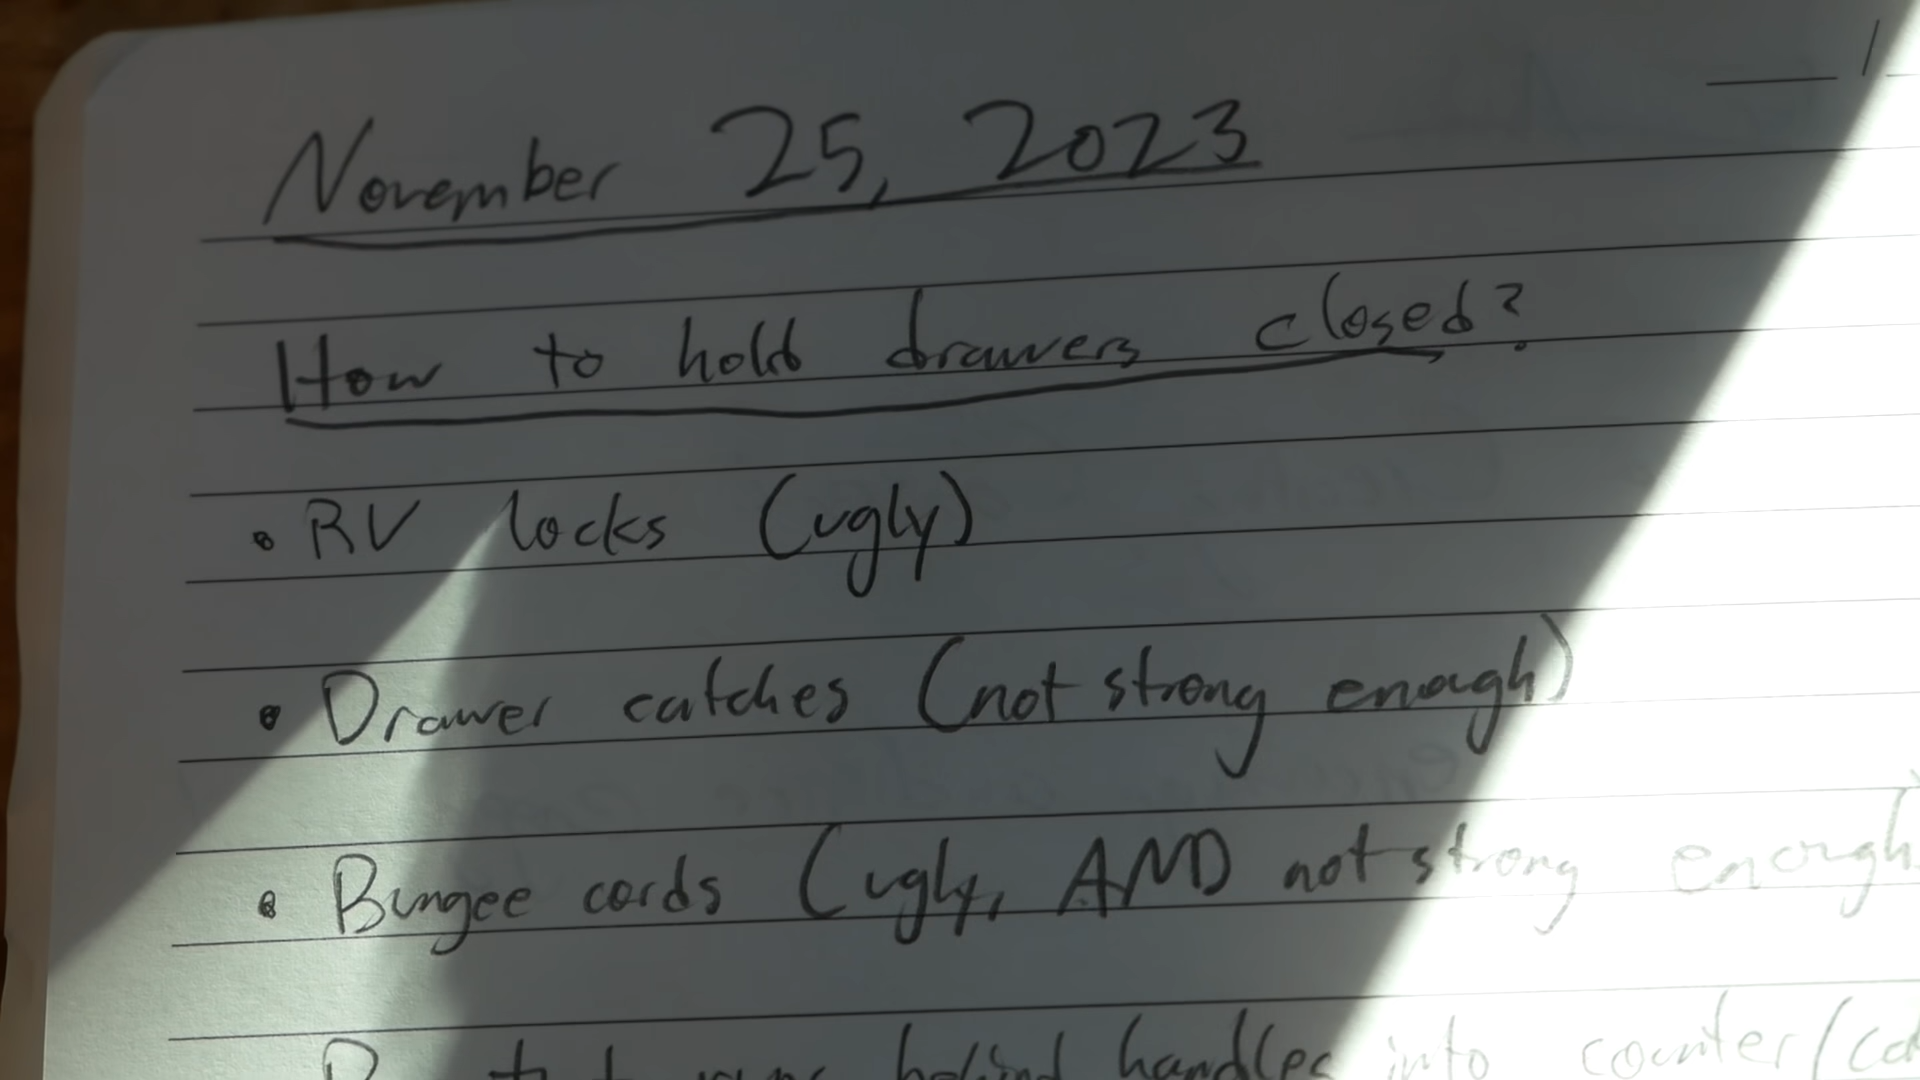 November 25, 2023
How to hold drawers closed?
• RV locks (ugly)
• Drawer catches (not strong enough)
• Bungee cords (ugly, AND not strong enough
behind handles into counter/